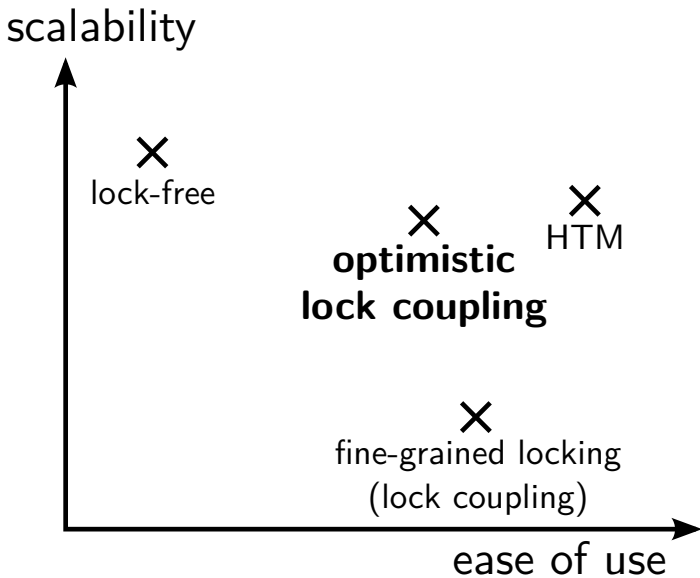 scalability
lock-free
HTM
optimistic
lock coupling
fine-grained locking
(lock coupling)
ease of use